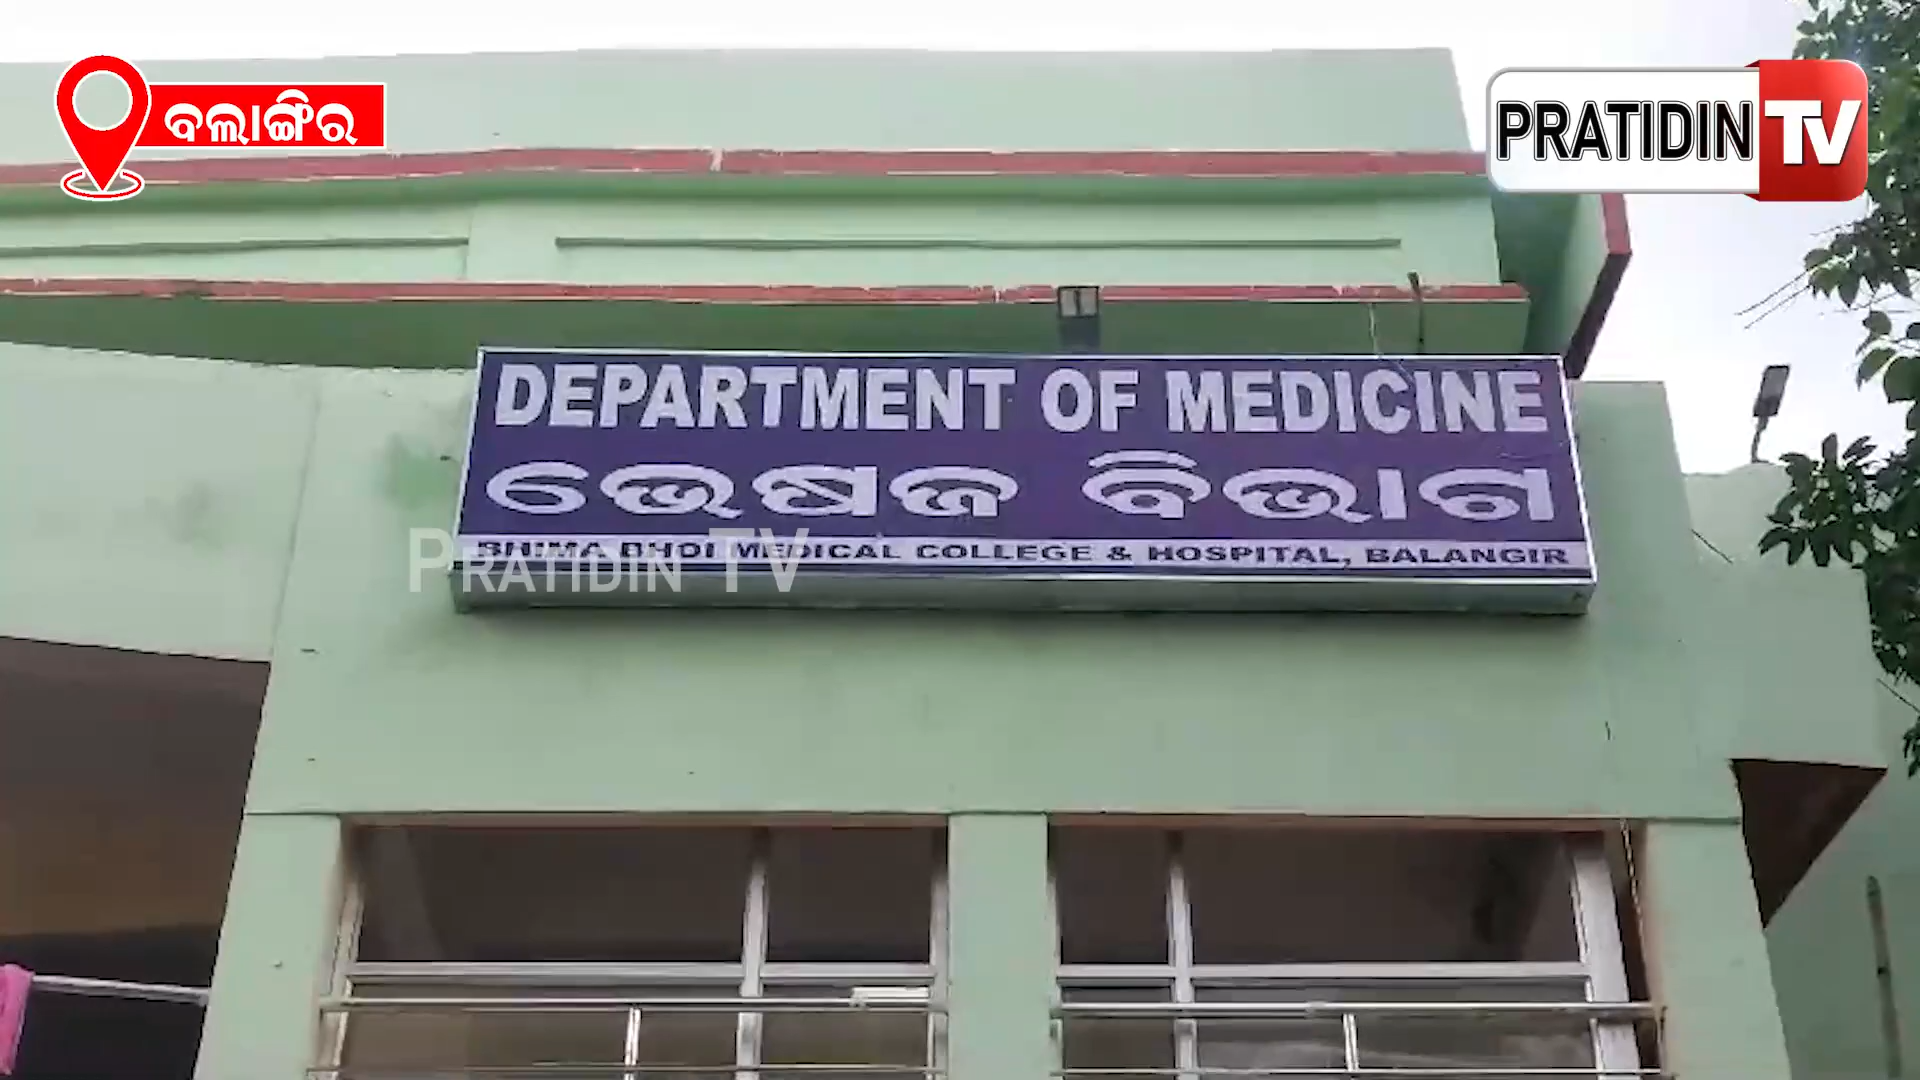 ବଲାଙ୍ଗିର
PRATIDIN TV
DEPARTMENT OF MEDICINE
ଭେଷଜ ବିଭାଗ
BHIMA BHOI MEDICAL COLLEGE & HOSPITAL, BALANGIR
PRATIDIN TV